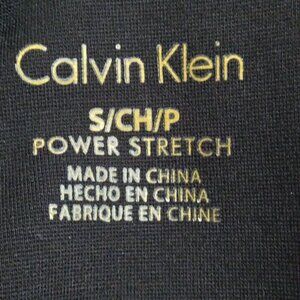 Calvin Klein
S/CH/P
POWER STRETCH
MADE IN CHINA
HECHO EN CHINA
FABRIQUE EN CHINE